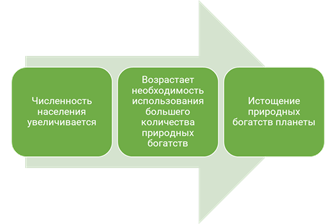 Численность
населения
увеличивается
Возрастает
необходимость
использования
большего
количества
природных
богатств
Истощение
природных
богатств планеты